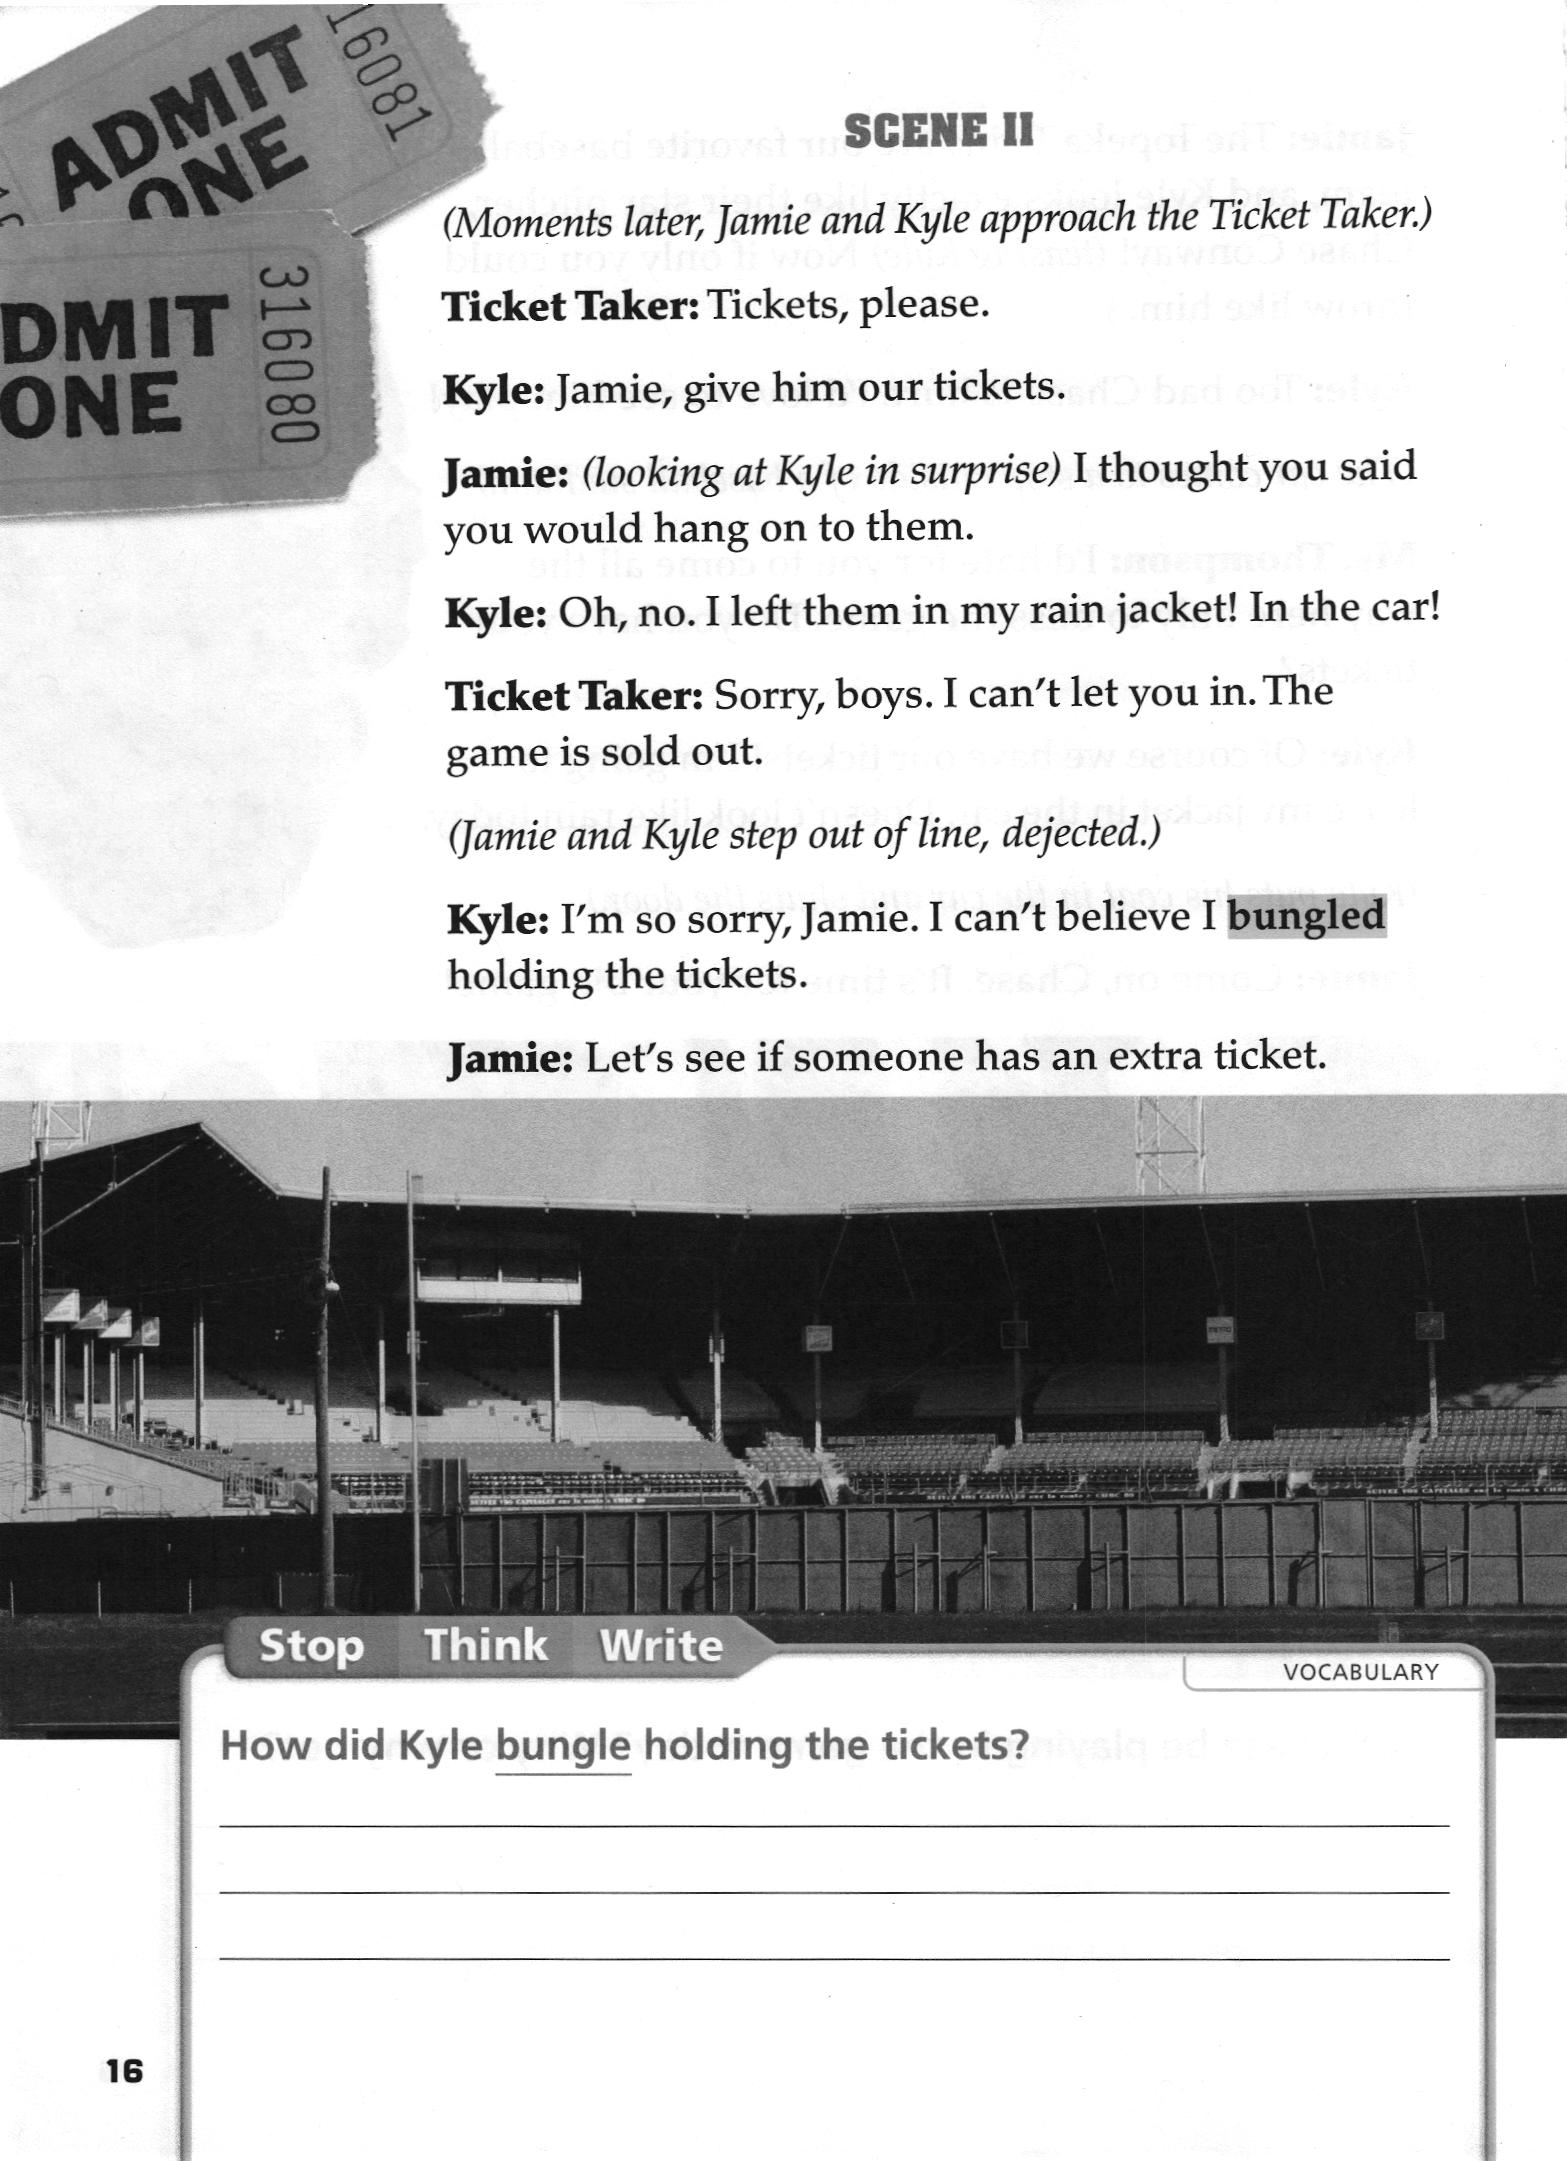 ADMIT
ONE
316081
DMIT
ONE
316080
SCENE II
(Moments later, Jamie and Kyle approach the Ticket Taker.)
Ticket Taker: Tickets, please.
Kyle: Jamie, give him our tickets.
Jamie: (looking at Kyle in surprise) I thought you said
you would hang on to them.
Kyle: Oh, no. I left them in my rain jacket! In the car!
Ticket Taker: Sorry, boys. I can't let you in. The
game is sold out.
(Jamie and Kyle step out of line, dejected.)
Kyle: I'm so sorry, Jamie. I can't believe I bungled
holding the tickets.
Jamie: Let's see if someone has an extra ticket.
Stop Think Write
VOCABULARY
How did Kyle bungle holding the tickets?
16